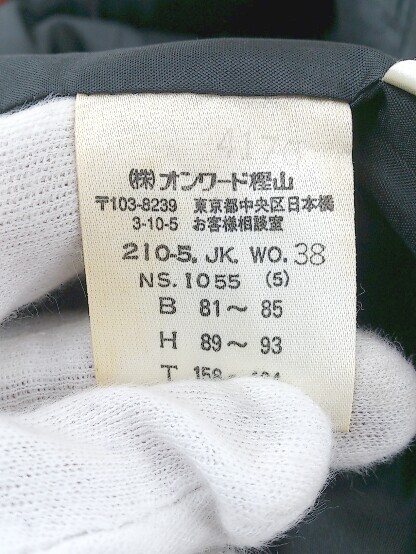 (株)オンワード樫山
〒103-8239 東京都中央区日本橋
3-10-5 お客様相談室
210-5. JK. WO. 38
NS. 1055 (5)
B 81～85
H 89～93
T 158～164